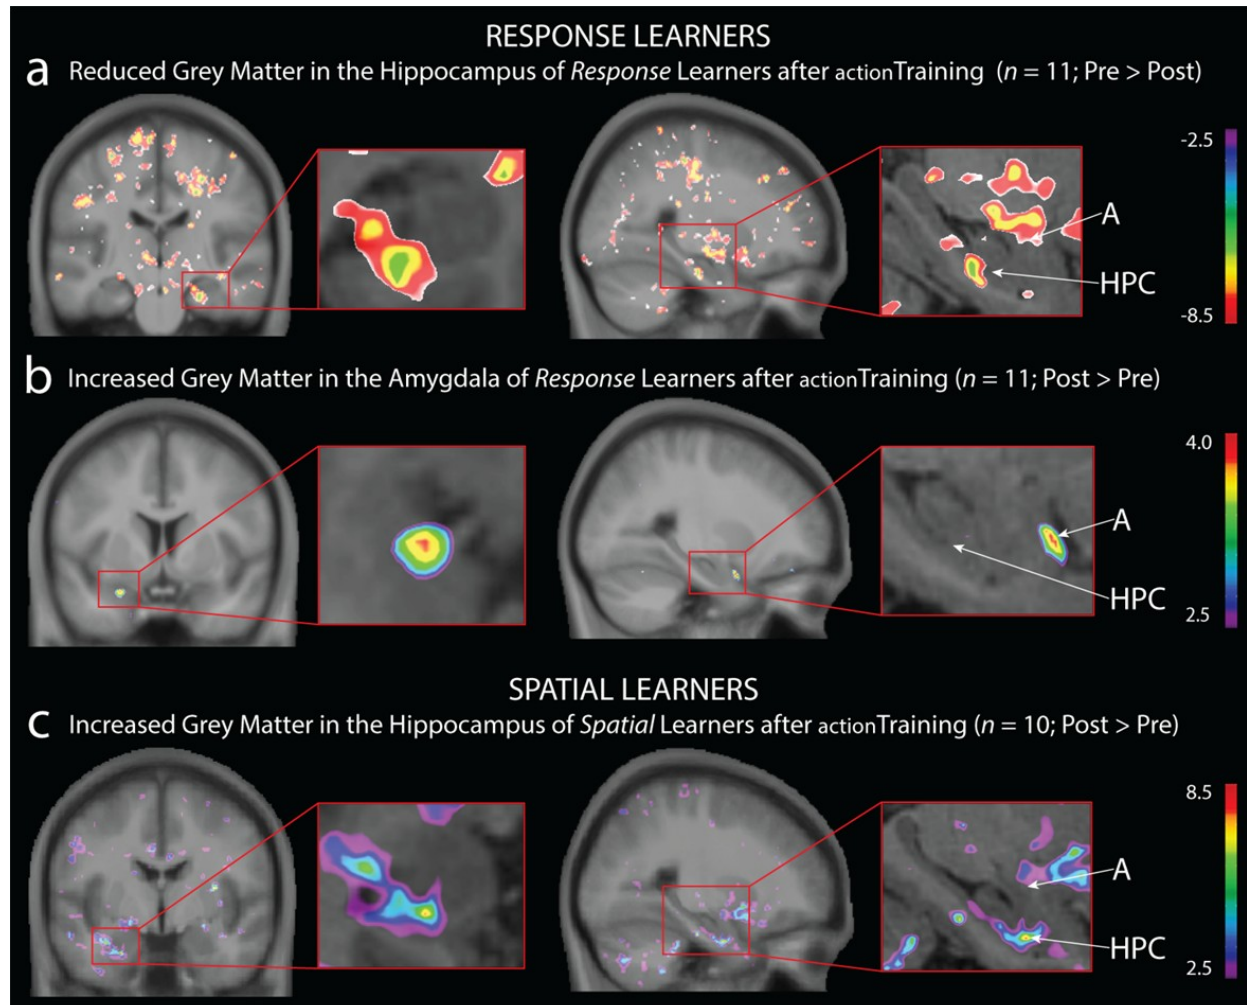 RESPONSE LEARNERS
a Reduced Grey Matter in the Hippocampus of Response Learners after actionTraining (n = 11; Pre > Post)
-2.5
A
HPC
-8.5
b Increased Grey Matter in the Amygdala of Response Learners after actionTraining (n = 11; Post > Pre)
4.0
A
HPC
2.5
SPATIAL LEARNERS
c Increased Grey Matter in the Hippocampus of Spatial Learners after actionTraining (n = 10; Post > Pre)
8.5
A
HPC
2.5